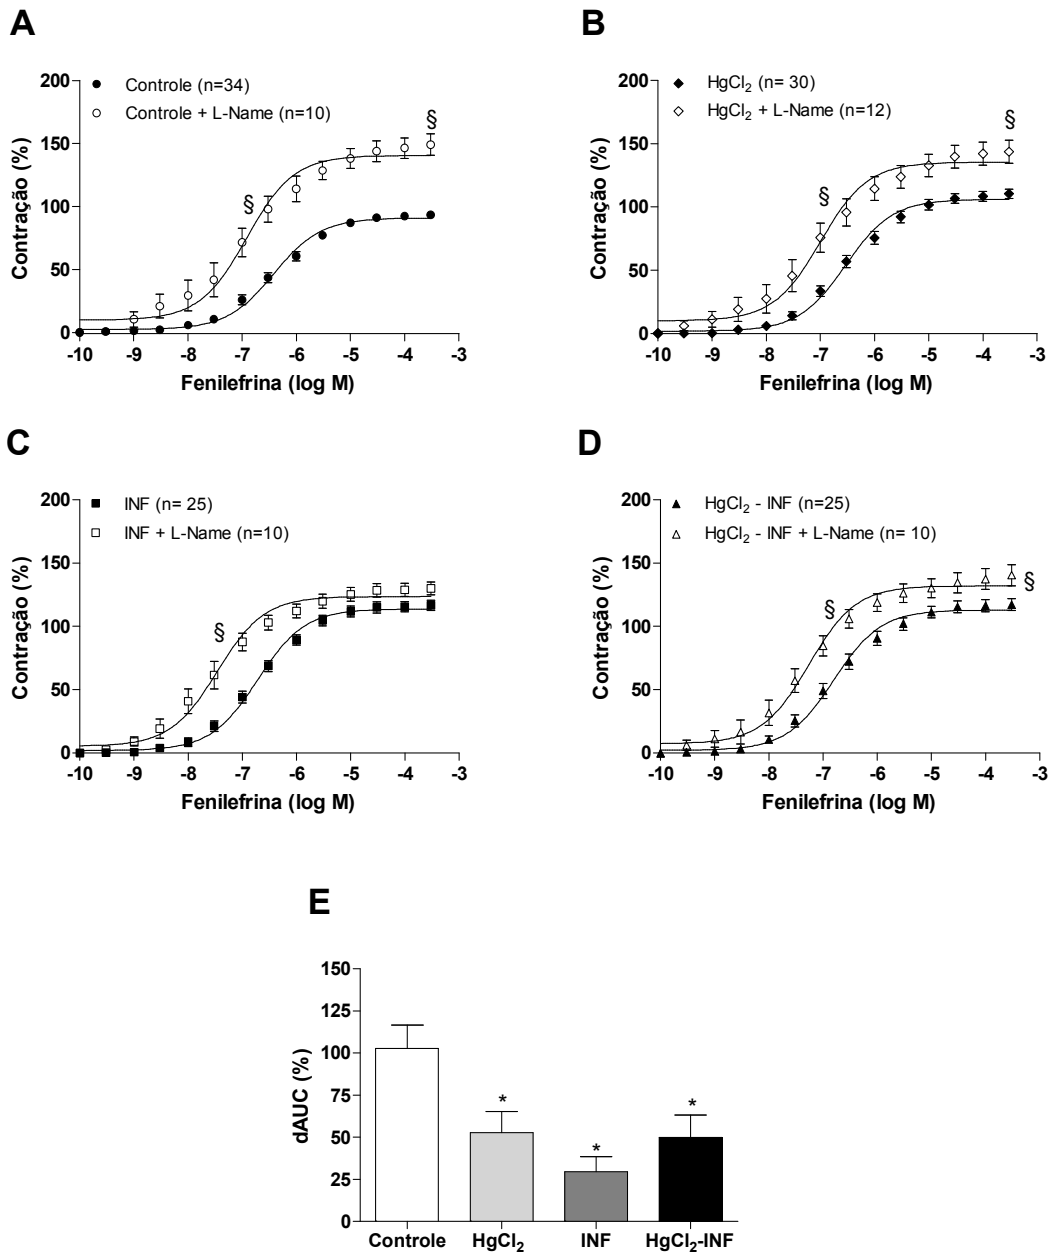 A
Controle (n=34)
Controle + L-Name (n=10)
§
§
200
150
100
50
0
Contração (%)
-10 -9 -8 -7 -6 -5 -4 -3
Fenilefrina (log M)
B
HgCl₂ (n= 30)
HgCl₂ + L-Name (n=12)
§
§
200
150
100
50
0
Contração (%)
-10 -9 -8 -7 -6 -5 -4 -3
Fenilefrina (log M)
C
INF (n= 25)
INF + L-Name (n=10)
§
200
150
100
50
0
Contração (%)
-10 -9 -8 -7 -6 -5 -4 -3
Fenilefrina (log M)
D
HgCl₂ - INF (n=25)
HgCl₂ - INF + L-Name (n= 10)
§
§
200
150
100
50
0
Contração (%)
-10 -9 -8 -7 -6 -5 -4 -3
Fenilefrina (log M)
E
150
125
100
75
50
25
0
dAUC (%)
* * *
Controle HgCl₂ INF HgCl₂-INF